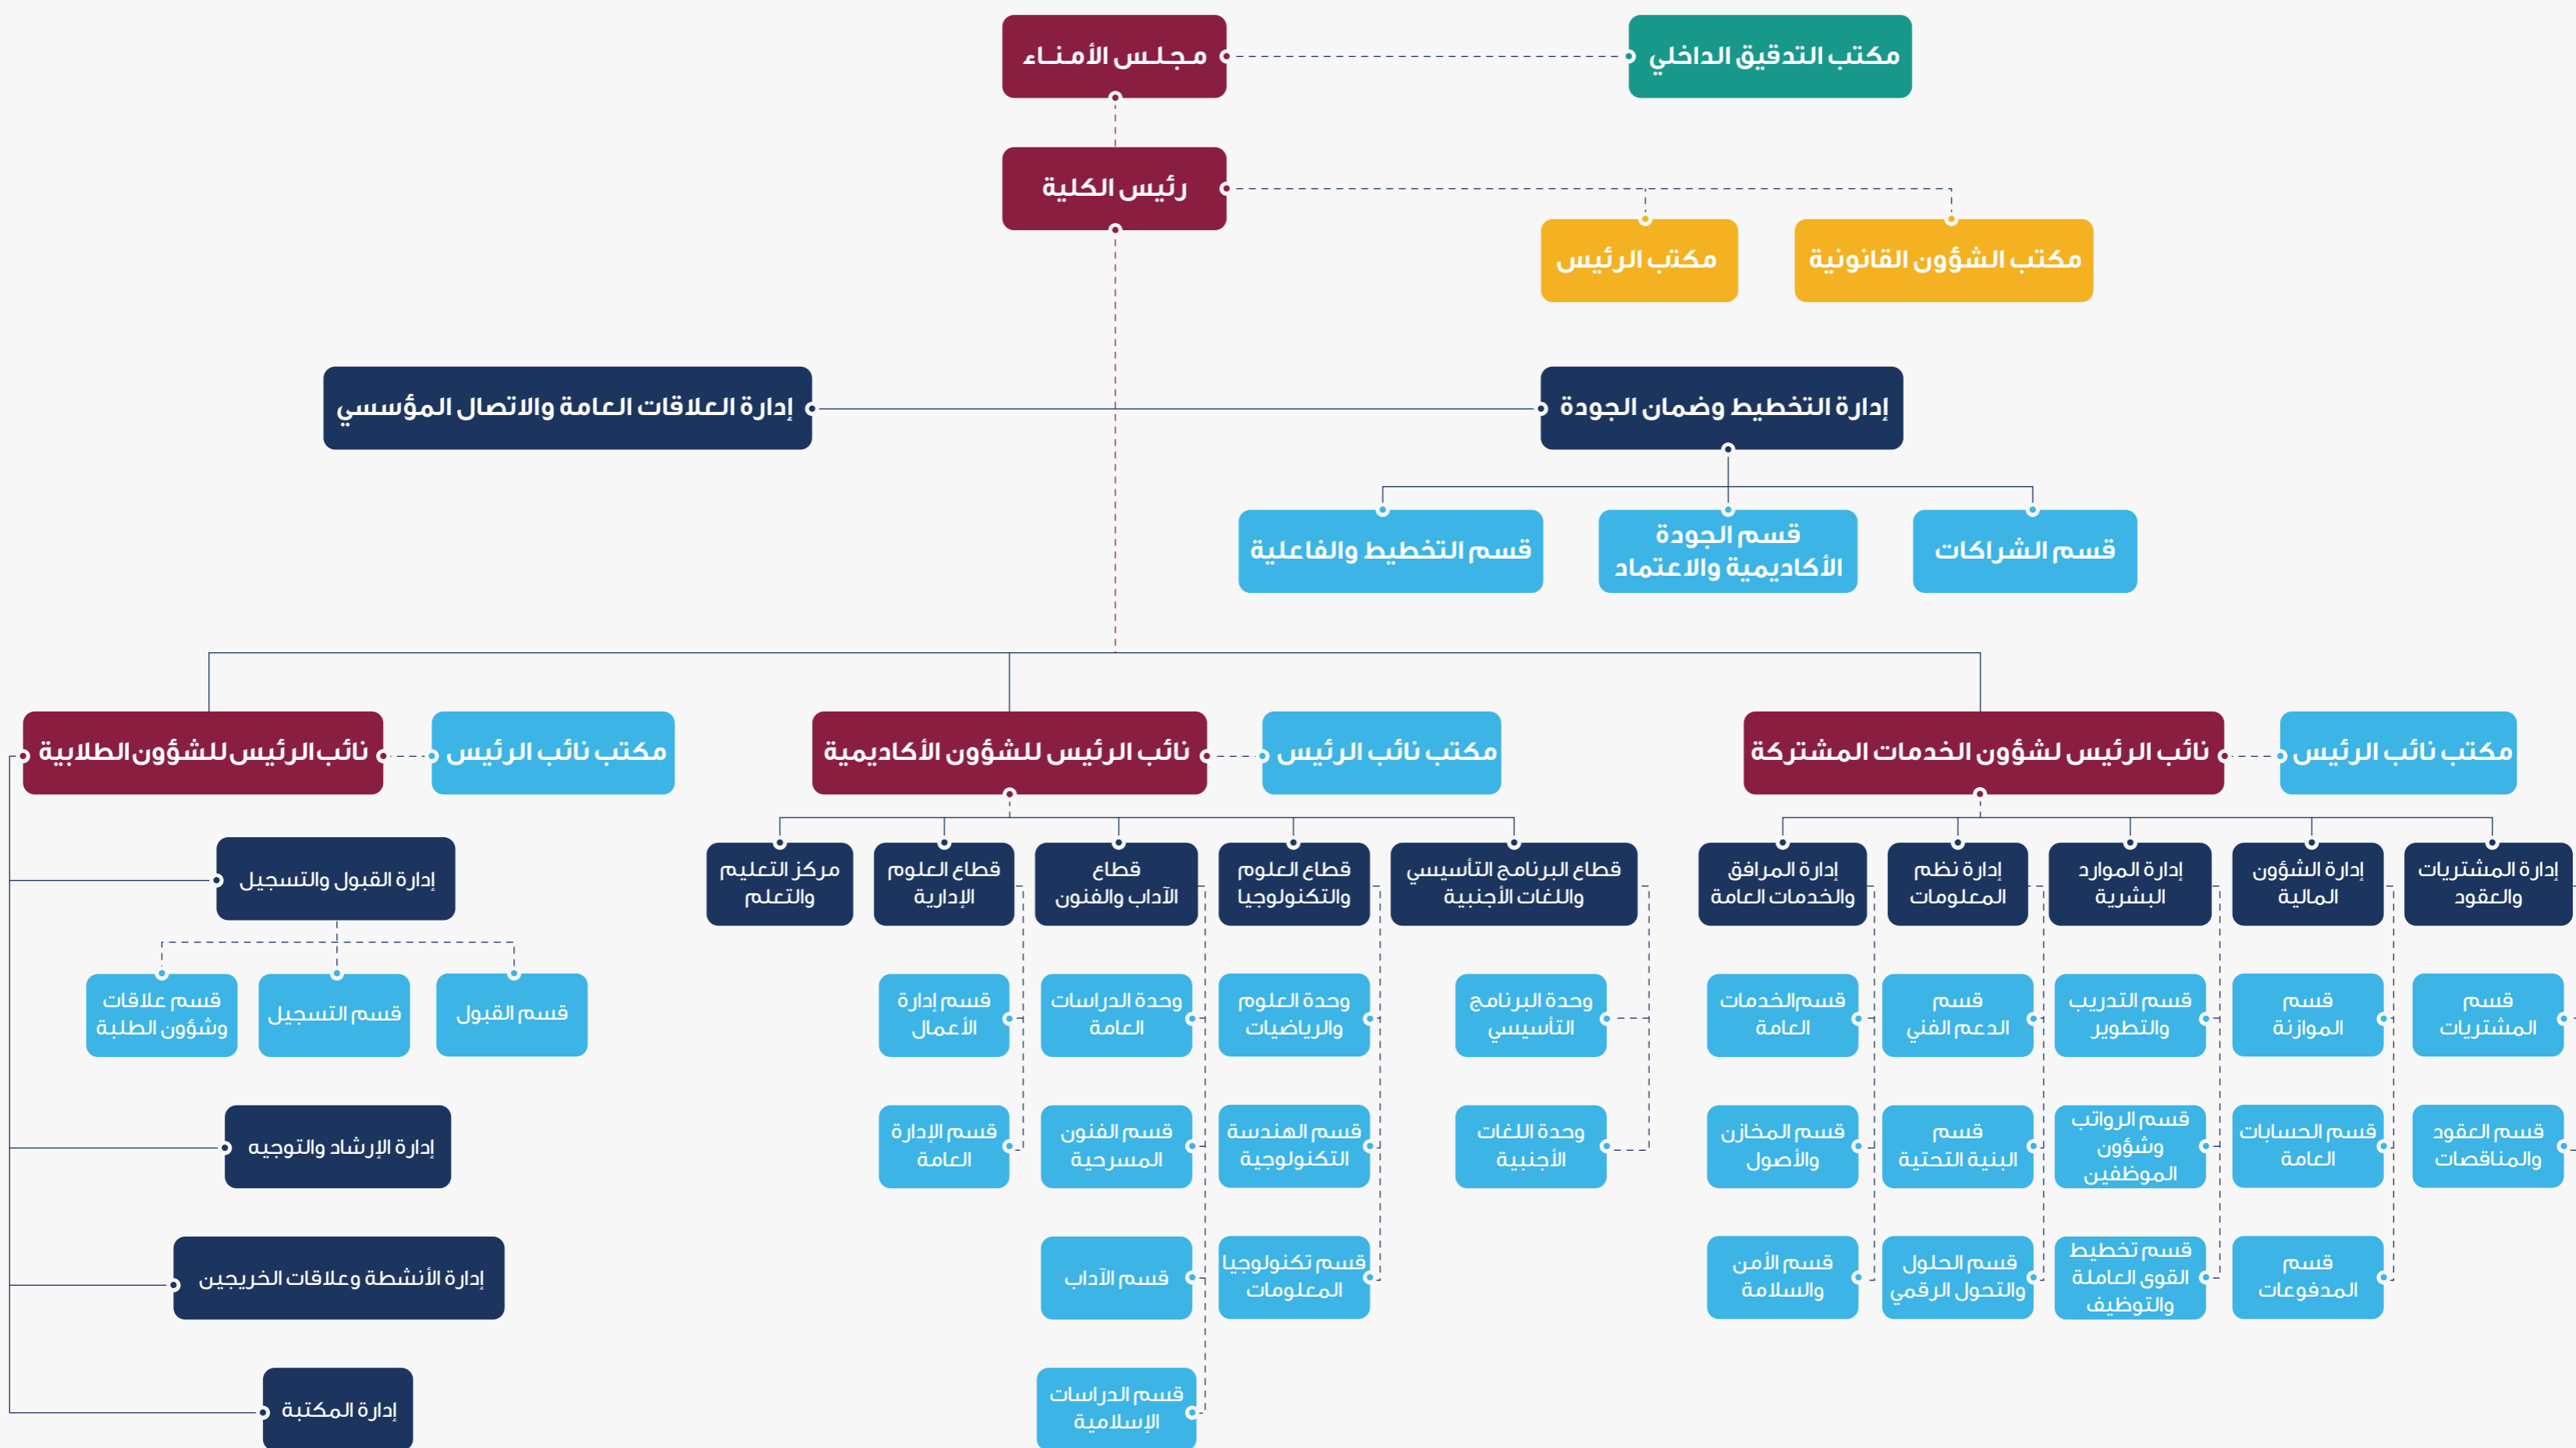 مكتب التدقيق الداخلي
مـجـلـس الأمـنــاء
رئيس الكلية
مكتب الشؤون القانونية
مكتب الرئيس
إدارة التخطيط وضمان الجودة
إدارة العلاقات العامة والاتصال المؤسسي
قسم الشراكات
قسم الجودة
الأكاديمية والاعتماد
قسم التخطيط والفاعلية
مكتب نائب الرئيس
نائب الرئيس لشؤون الخدمات المشتركة
مكتب نائب الرئيس
نائب الرئيس للشؤون الأكاديمية
مكتب نائب الرئيس
نائب الرئيس للشؤون الطلابية
إدارة المشتريات
والعقود
إدارة الشؤون
المالية
إدارة الموارد
البشرية
إدارة نظم
المعلومات
إدارة المرافق
والخدمات العامة
قطاع البرنامج التأسيسي
واللغات الأجنبية
قطاع العلوم
والتكنولوجيا
قطاع
الآداب والفنون
قطاع العلوم
الإدارية
مركز التعليم
والتعلم
إدارة القبول والتسجيل
قسم
المشتريات
قسم
الموازنة
قسم التدريب
والتطوير
قسم
الدعم الفني
قسم الخدمات
العامة
وحدة البرنامج
التأسيسي
وحدة العلوم
والرياضيات
وحدة الدراسات
العامة
قسم إدارة
الأعمال
قسم القبول
قسم التسجيل
قسم علاقات
وشؤون الطلبة
قسم العقود
والمناقصات
قسم الحسابات
العامة
قسم الرواتب
وشؤون
الموظفين
قسم
البنية التحتية
قسم المخازن
والأصول
وحدة اللغات
الأجنبية
قسم الهندسة
التكنولوجية
قسم الفنون
المسرحية
قسم الإدارة
العامة
إدارة الإرشاد والتوجيه
قسم
المدفوعات
قسم تخطيط
القوى العاملة
والتوظيف
قسم الحلول
والتحول الرقمي
قسم الأمن
والسلامة
قسم تكنولوجيا
المعلومات
قسم الآداب
إدارة الأنشطة وعلاقات الخريجين
قسم الدراسات
الإسلامية
إدارة المكتبة